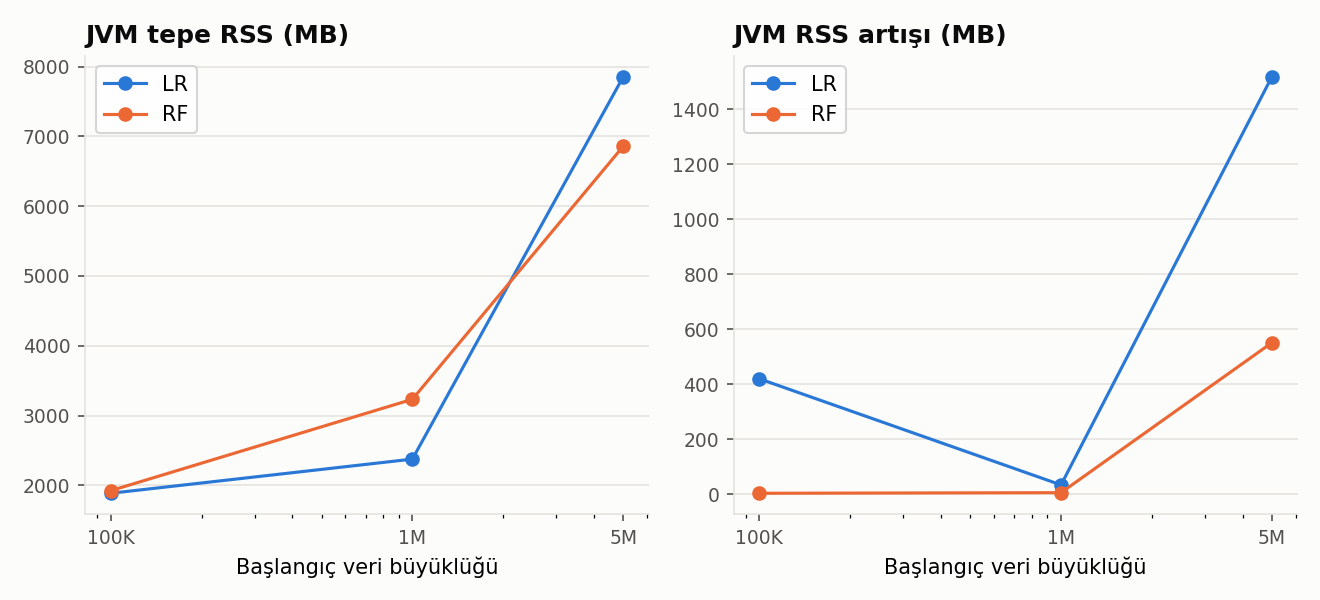 JVM tepe RSS (MB)
LR
RF
8000
7000
6000
5000
4000
3000
2000
100K
1M
5M
Başlangıç veri büyüklüğü
JVM RSS artışı (MB)
LR
RF
1400
1200
1000
800
600
400
200
0
100K
1M
5M
Başlangıç veri büyüklüğü